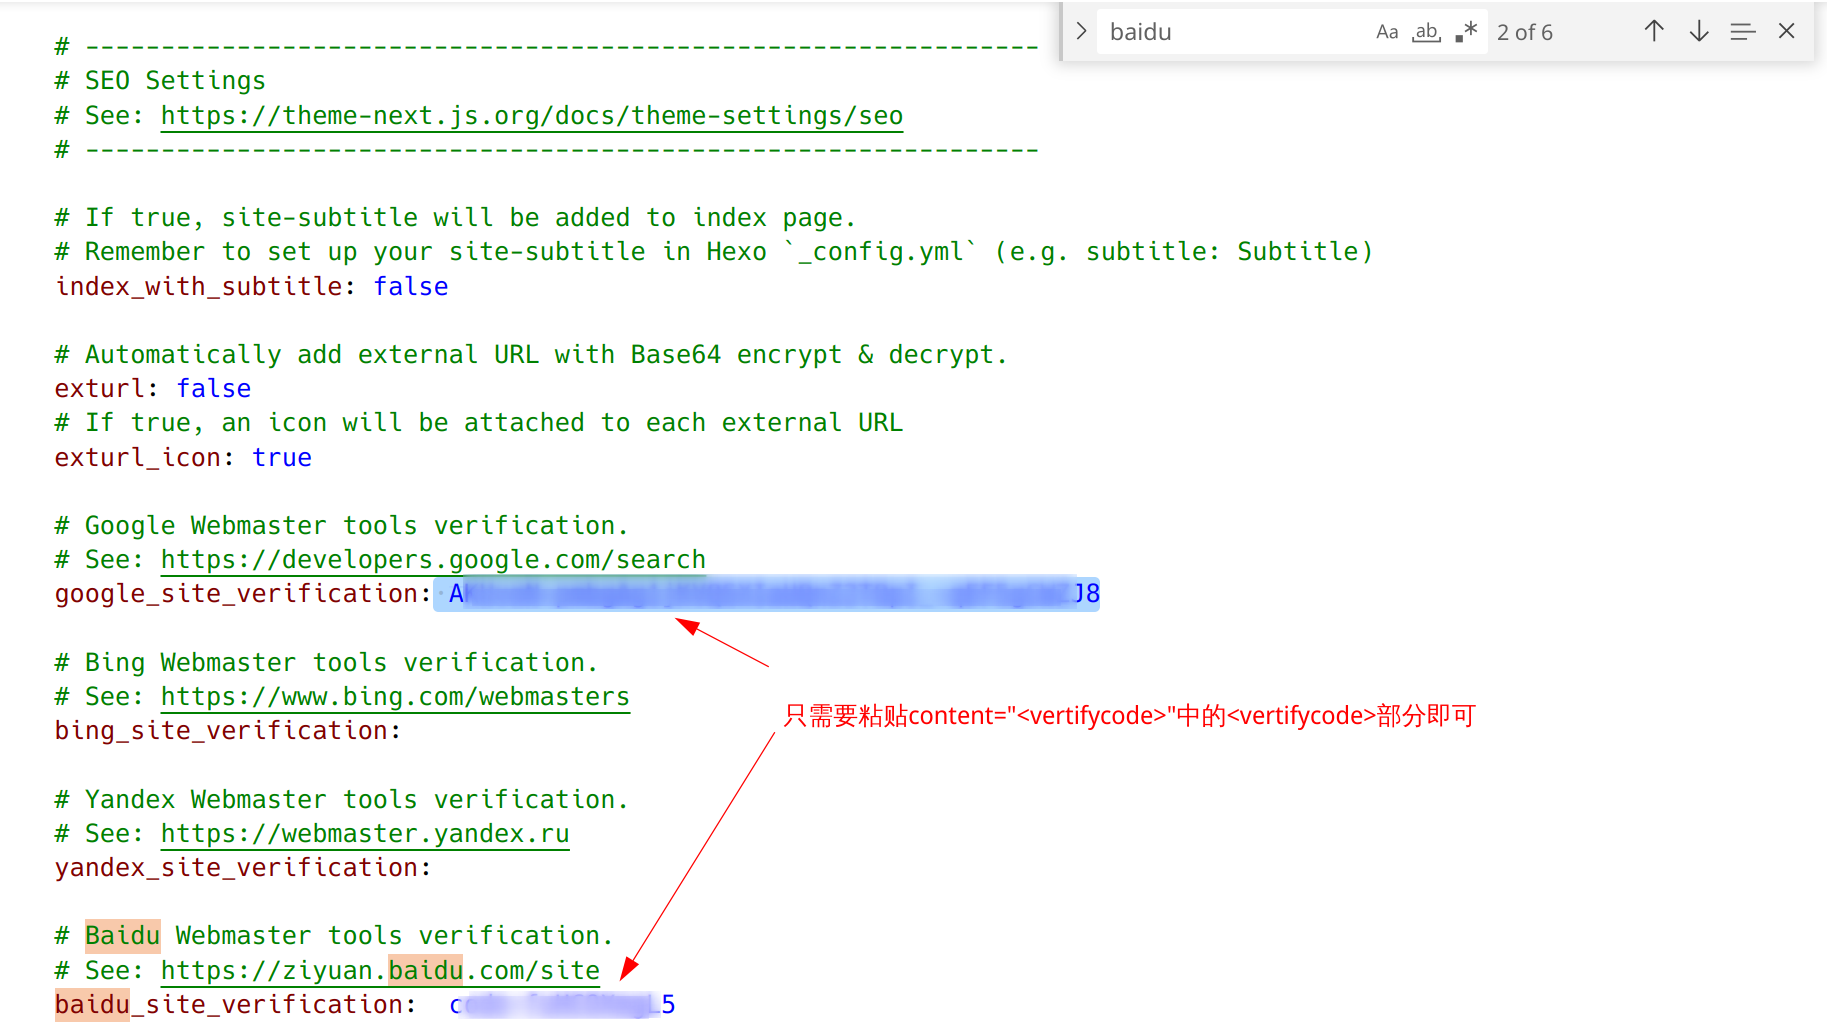 baidu Aa ab * 2 of 6
# ---------------------------------------------------------------
# SEO Settings
# See: https://theme-next.js.org/docs/theme-settings/seo
# ---------------------------------------------------------------
# If true, site-subtitle will be added to index page.
# Remember to set up your site-subtitle in Hexo `_config.yml` (e.g. subtitle: Subtitle)
index_with_subtitle: false
# Automatically add external URL with Base64 encrypt & decrypt.
exturl: false
# If true, an icon will be attached to each external URL
exturl_icon: true
# Google Webmaster tools verification.
# See: https://developers.google.com/search
google_site_verification:
# Bing Webmaster tools verification.
# See: https://www.bing.com/webmasters
只需要粘贴content="<vertifycode>"中的<vertifycode>部分即可
bing_site_verification:
# Yandex Webmaster tools verification.
# See: https://webmaster.yandex.ru
yandex_site_verification:
# Baidu Webmaster tools verification.
# See: https://ziyuan.baidu.com/site
baidu_site_verification: